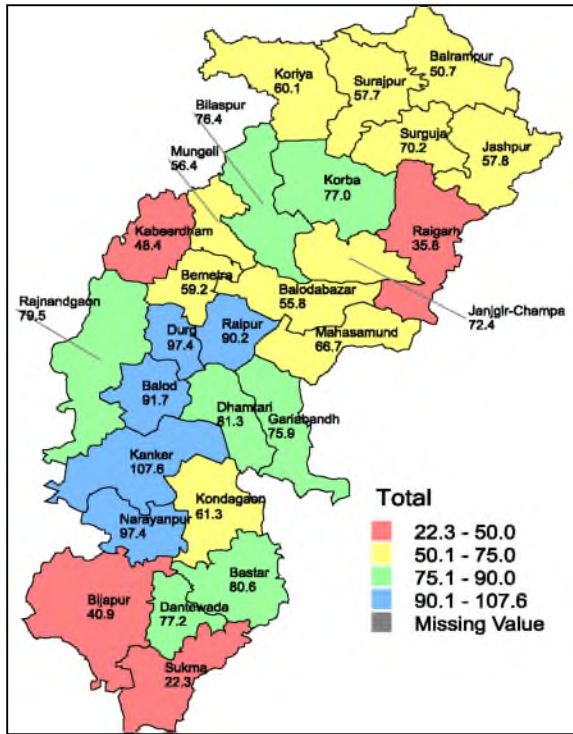 Balrampur
50.7
Koriya
60.1
Surajpur
57.7
Bilaspur
76.4
Surguja
70.2
Jashpur
57.8
Mungeli
56.4
Korba
77.0
Raigarh
35.8
Kabeerdham
48.4
Bemetra
59.2
Balodabazar
55.8
Rajnandgaon
79.5
Janjgir-Champa
72.4
Mahasamund
66.7
Durg
97.4
Raipur
90.2
Balod
91.7
Dhamtari
81.3
Gariabandh
75.9
Kanker
107.6
Kondagaon
61.3
Narayanpur
97.4
Bastar
80.6
Bijapur
40.9
Dantewada
77.2
Sukma
22.3
Total
22.3 - 50.0
50.1 - 75.0
75.1 - 90.0
90.1 - 107.6
Missing Value